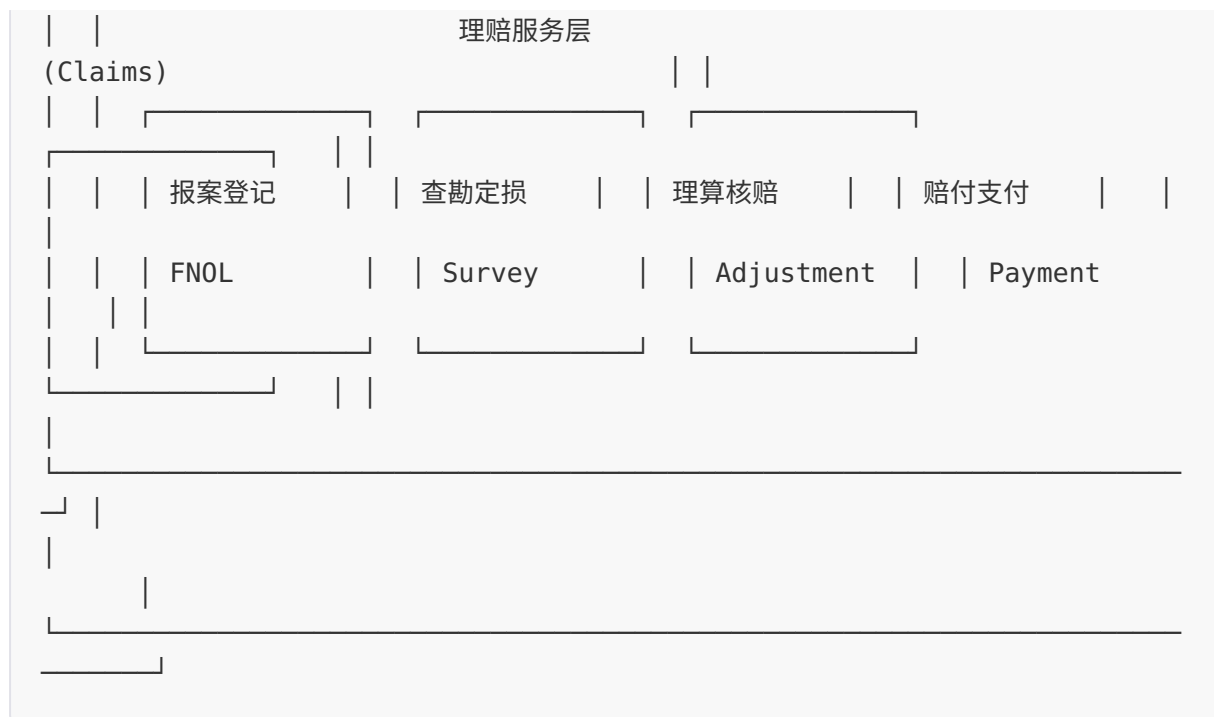 │  │                      理赔服务层
(Claims)                                │ │
│  │  ┌──────────────┐  ┌──────────────┐  ┌──────────────┐
┌──────────────┐   │ │
│  │  │ 报案登记    │  │ 查勘定损    │  │ 理算核赔    │  │ 赔付支付    │   │
│
│  │  │ FNOL         │  │ Survey       │  │ Adjustment  │  │ Payment
│   │ │
│  │  └──────────────┘  └──────────────┘  └──────────────┘
└──────────────┘   │ │
│
└───────────────────────────────────────────────────────────────────────
─┘ │
│
      │
└───────────────────────────────────────────────────────────────────────
───────┘